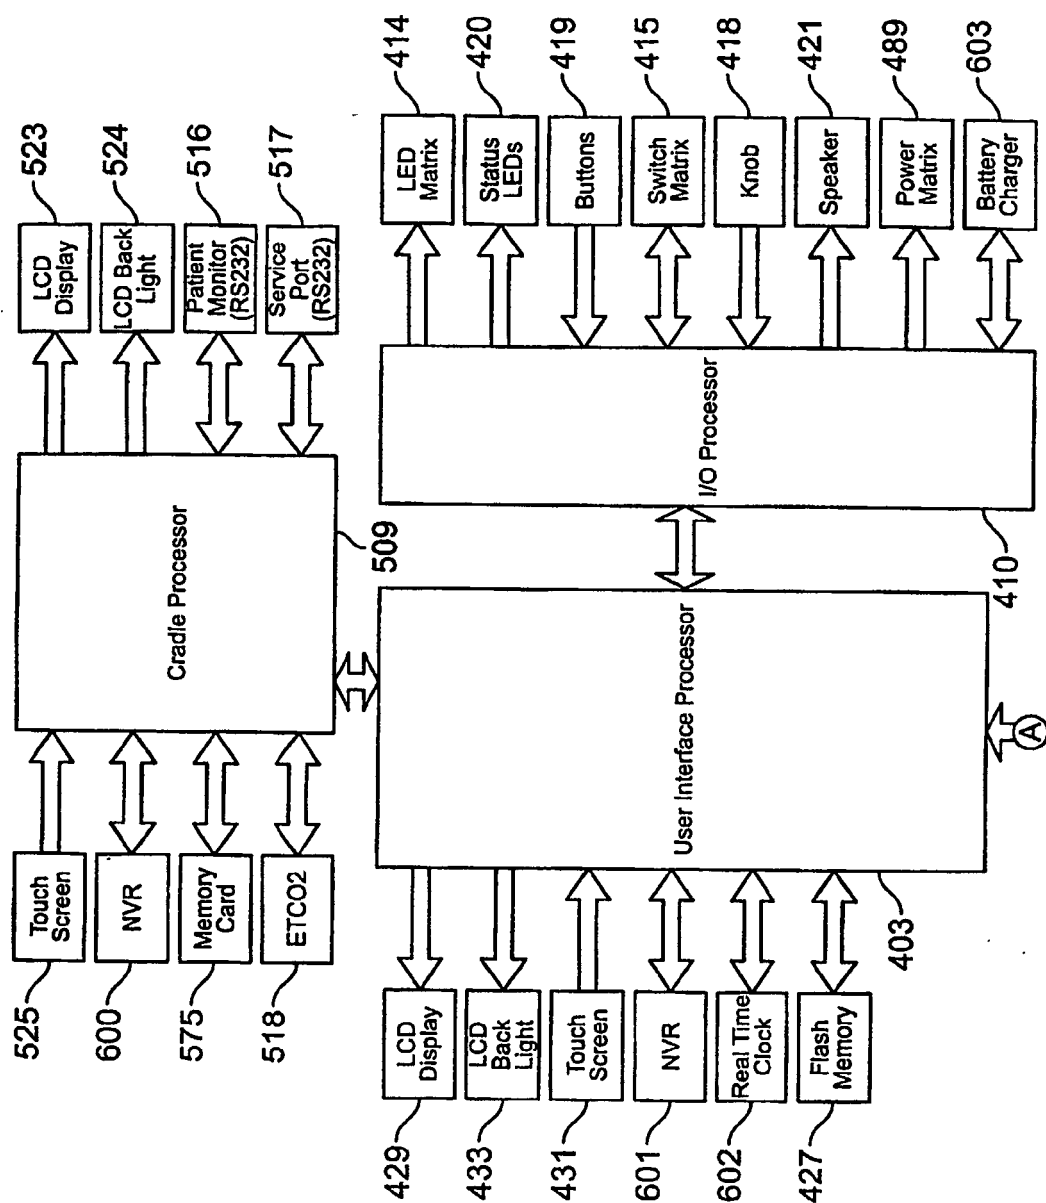 523
524
516
517
LCD
Display
LCD Back
Light
Patient
Monitor
(RS232)
Service
Port
(RS232)
Cradle Processor
509
Touch
Screen
NVR
Memory
Card
ETCO2
525
600
575
518
414
420
419
415
418
421
489
603
LED
Matrix
Status
LEDs
Buttons
Switch
Matrix
Knob
Speaker
Power
Matrix
Battery
Charger
I/O Processor
410
User Interface Processor
A
403
LCD
Display
LCD
Back
Light
Touch
Screen
NVR
Real Time
Clock
Flash
Memory
429
433
431
601
602
427